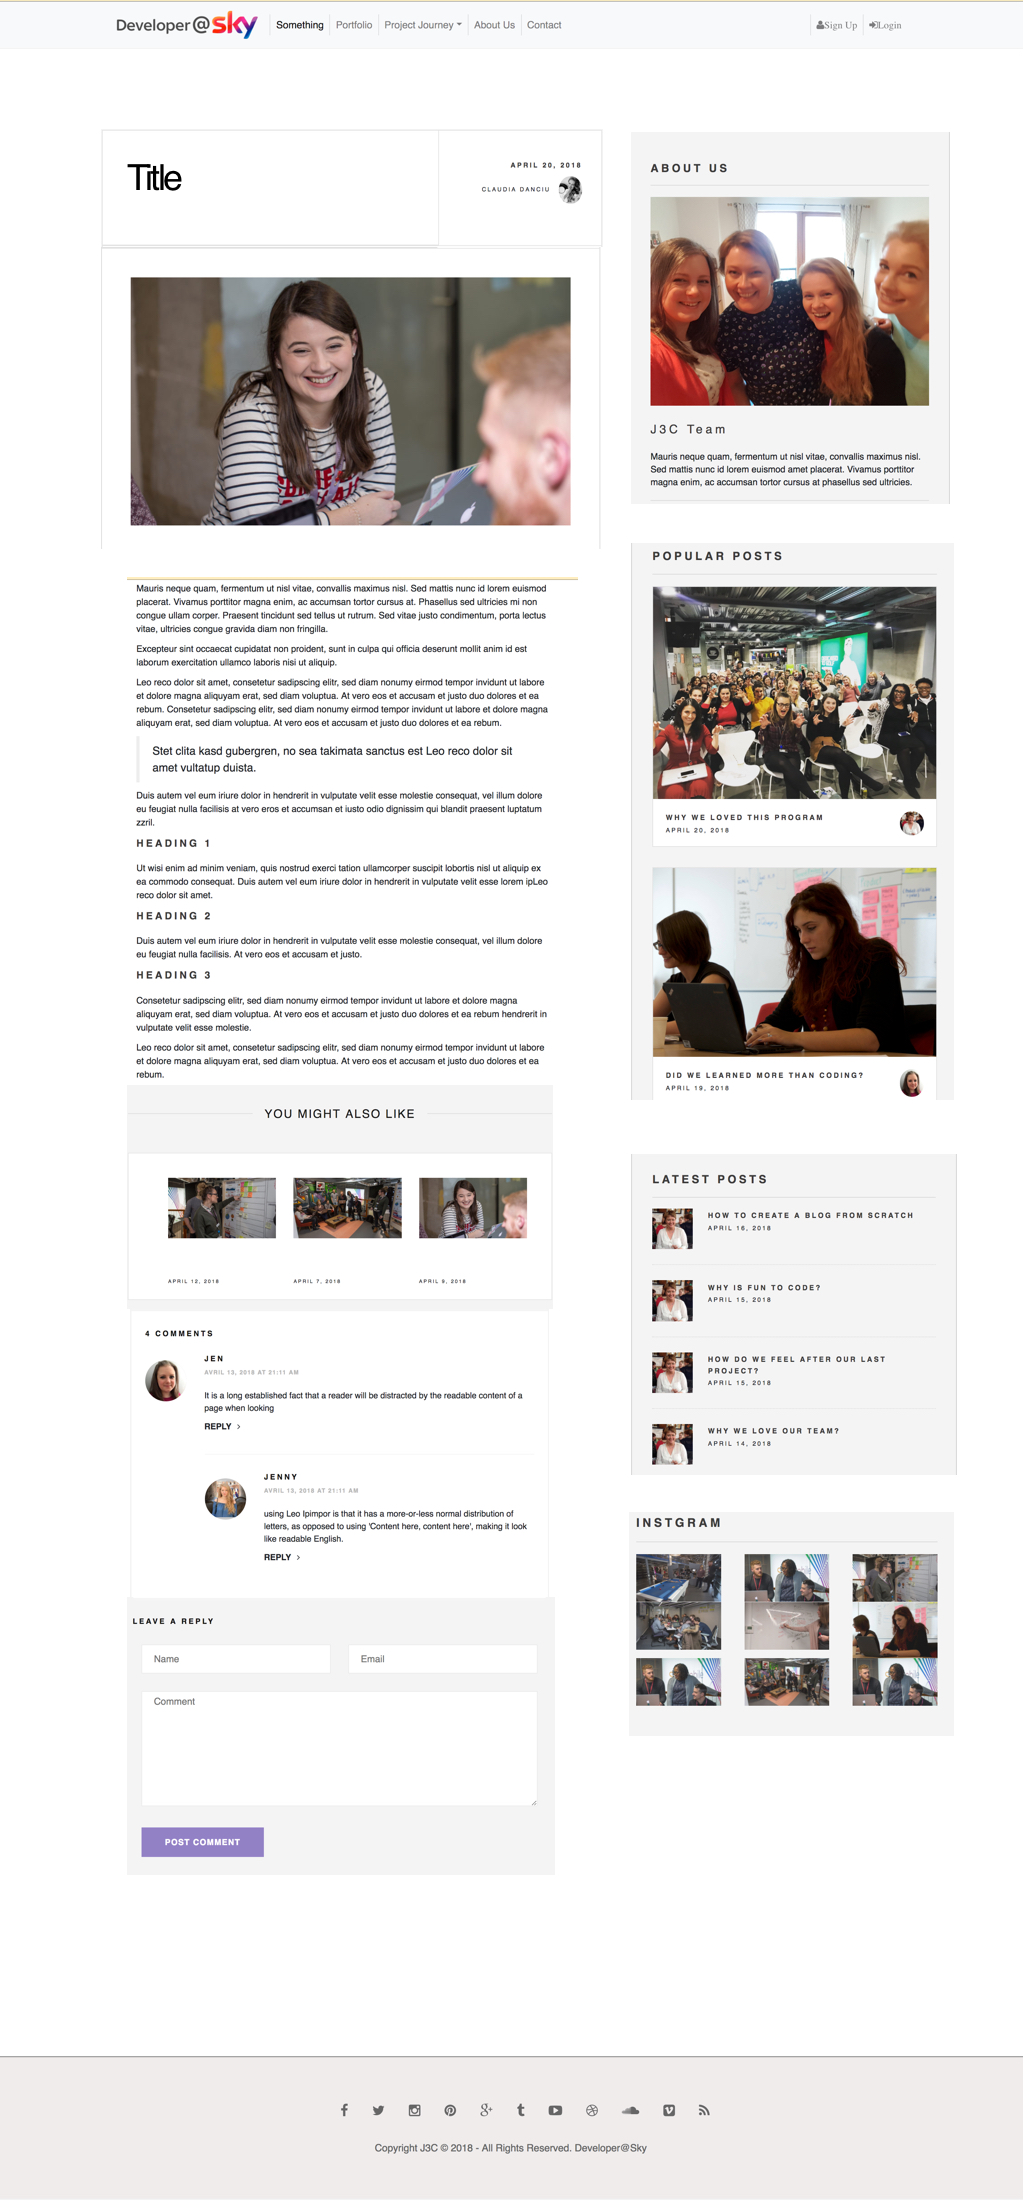 Developer@sky
Something
Portfolio
Project Journey
About Us
Contact
Sign Up
Login
Title
APRIL 20, 2018
CLAUDIA DANCIU
Mauris neque quam, fermentum ut nisl vitae, convallis maximus nisl. Sed mattis nunc id lorem euismod
placerat. Vivamus porttitor magna enim, ac accumsan tortor cursus at. Phasellus sed ultricies mi non
congue ullam corper. Praesent tincidunt sed tellus ut rutrum. Sed vitae justo condimentum, porta lectus
vitae, ultricies congue gravida diam non fringilla.
Excepteur sint occaecat cupidatat non proident, sunt in culpa qui officia deserunt mollit anim id est
laborum exercitation ullamco laboris nisi ut aliquip.
Leo reco dolor sit amet, consetetur sadipscing elitr, sed diam nonumy eirmod tempor invidunt ut labore
et dolore magna aliquyam erat, sed diam voluptua. At vero eos et accusam et justo duo dolores et ea
rebum. Consetetur sadipscing elitr, sed diam nonumy eirmod tempor invidunt ut labore et dolore magna
aliquyam erat, sed diam voluptua. At vero eos et accusam et justo duo dolores et ea rebum.
Stet clita kasd gubergren, no sea takimata sanctus est Leo reco dolor sit
amet vultatup duista.
Duis autem vel eum iriure dolor in hendrerit in vulputate velit esse molestie consequat, vel illum dolore
eu feugiat nulla facilisis at vero eros et accumsan et iusto odio dignissim qui blandit praesent luptatum
zzril.
HEADING 1
Ut wisi enim ad minim veniam, quis nostrud exerci tation ullamcorper suscipit lobortis nisl ut aliquip ex
ea commodo consequat. Duis autem vel eum iriure dolor in hendrerit in vulputate velit esse lorem ipLeo
reco dolor sit amet.
HEADING 2
Duis autem vel eum iriure dolor in hendrerit in vulputate velit esse molestie consequat, vel illum dolore
eu feugiat nulla facilisis. At vero eos et accusam et justo.
HEADING 3
Consetetur sadipscing elitr, sed diam nonumy eirmod tempor invidunt ut labore et dolore magna
aliquyam erat, sed diam voluptua. At vero eos et accusam et justo duo dolores et ea rebum hendrerit in
vulputate velit esse molestie.
Leo reco dolor sit amet, consetetur sadipscing elitr, sed diam nonumy eirmod tempor invidunt ut labore
et dolore magna aliquyam erat, sed diam voluptua. At vero eos et accusam et justo duo dolores et ea
rebum.
YOU MIGHT ALSO LIKE
APRIL 12, 2018
APRIL 7, 2018
APRIL 9, 2018
4 COMMENTS
JEN
AVRIL 13, 2018 AT 21:11 AM
It is a long established fact that a reader will be distracted by the readable content of a
page when looking
REPLY >
JENNY
AVRIL 13, 2018 AT 21:11 AM
using Leo Ipimpor is that it has a more-or-less normal distribution of
letters, as opposed to using 'Content here, content here', making it look
like readable English.
REPLY >
LEAVE A REPLY
Name
Email
Comment
POST COMMENT
ABOUT US
J3C Team
Mauris neque quam, fermentum ut nisl vitae, convallis maximus nisl.
Sed mattis nunc id lorem euismod amet placerat. Vivamus porttitor
magna enim, ac accumsan tortor cursus at phasellus sed ultricies.
POPULAR POSTS
WHY WE LOVED THIS PROGRAM
APRIL 20, 2018
DID WE LEARNED MORE THAN CODING?
APRIL 19, 2018
LATEST POSTS
HOW TO CREATE A BLOG FROM SCRATCH
APRIL 16, 2018
WHY IS FUN TO CODE?
APRIL 15, 2018
HOW DO WE FEEL AFTER OUR LAST
PROJECT?
APRIL 15, 2018
WHY WE LOVE OUR TEAM?
APRIL 14, 2018
INSTGRAM
Copyright J3C © 2018 - All Rights Reserved. Developer@Sky